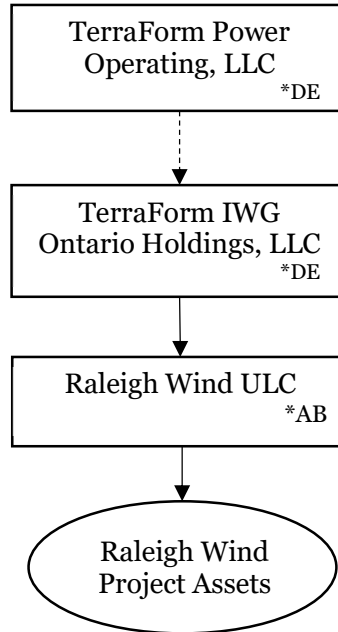 TerraForm Power
Operating, LLC
*DE
TerraForm IWG
Ontario Holdings, LLC
*DE
Raleigh Wind ULC
*AB
Raleigh Wind
Project Assets